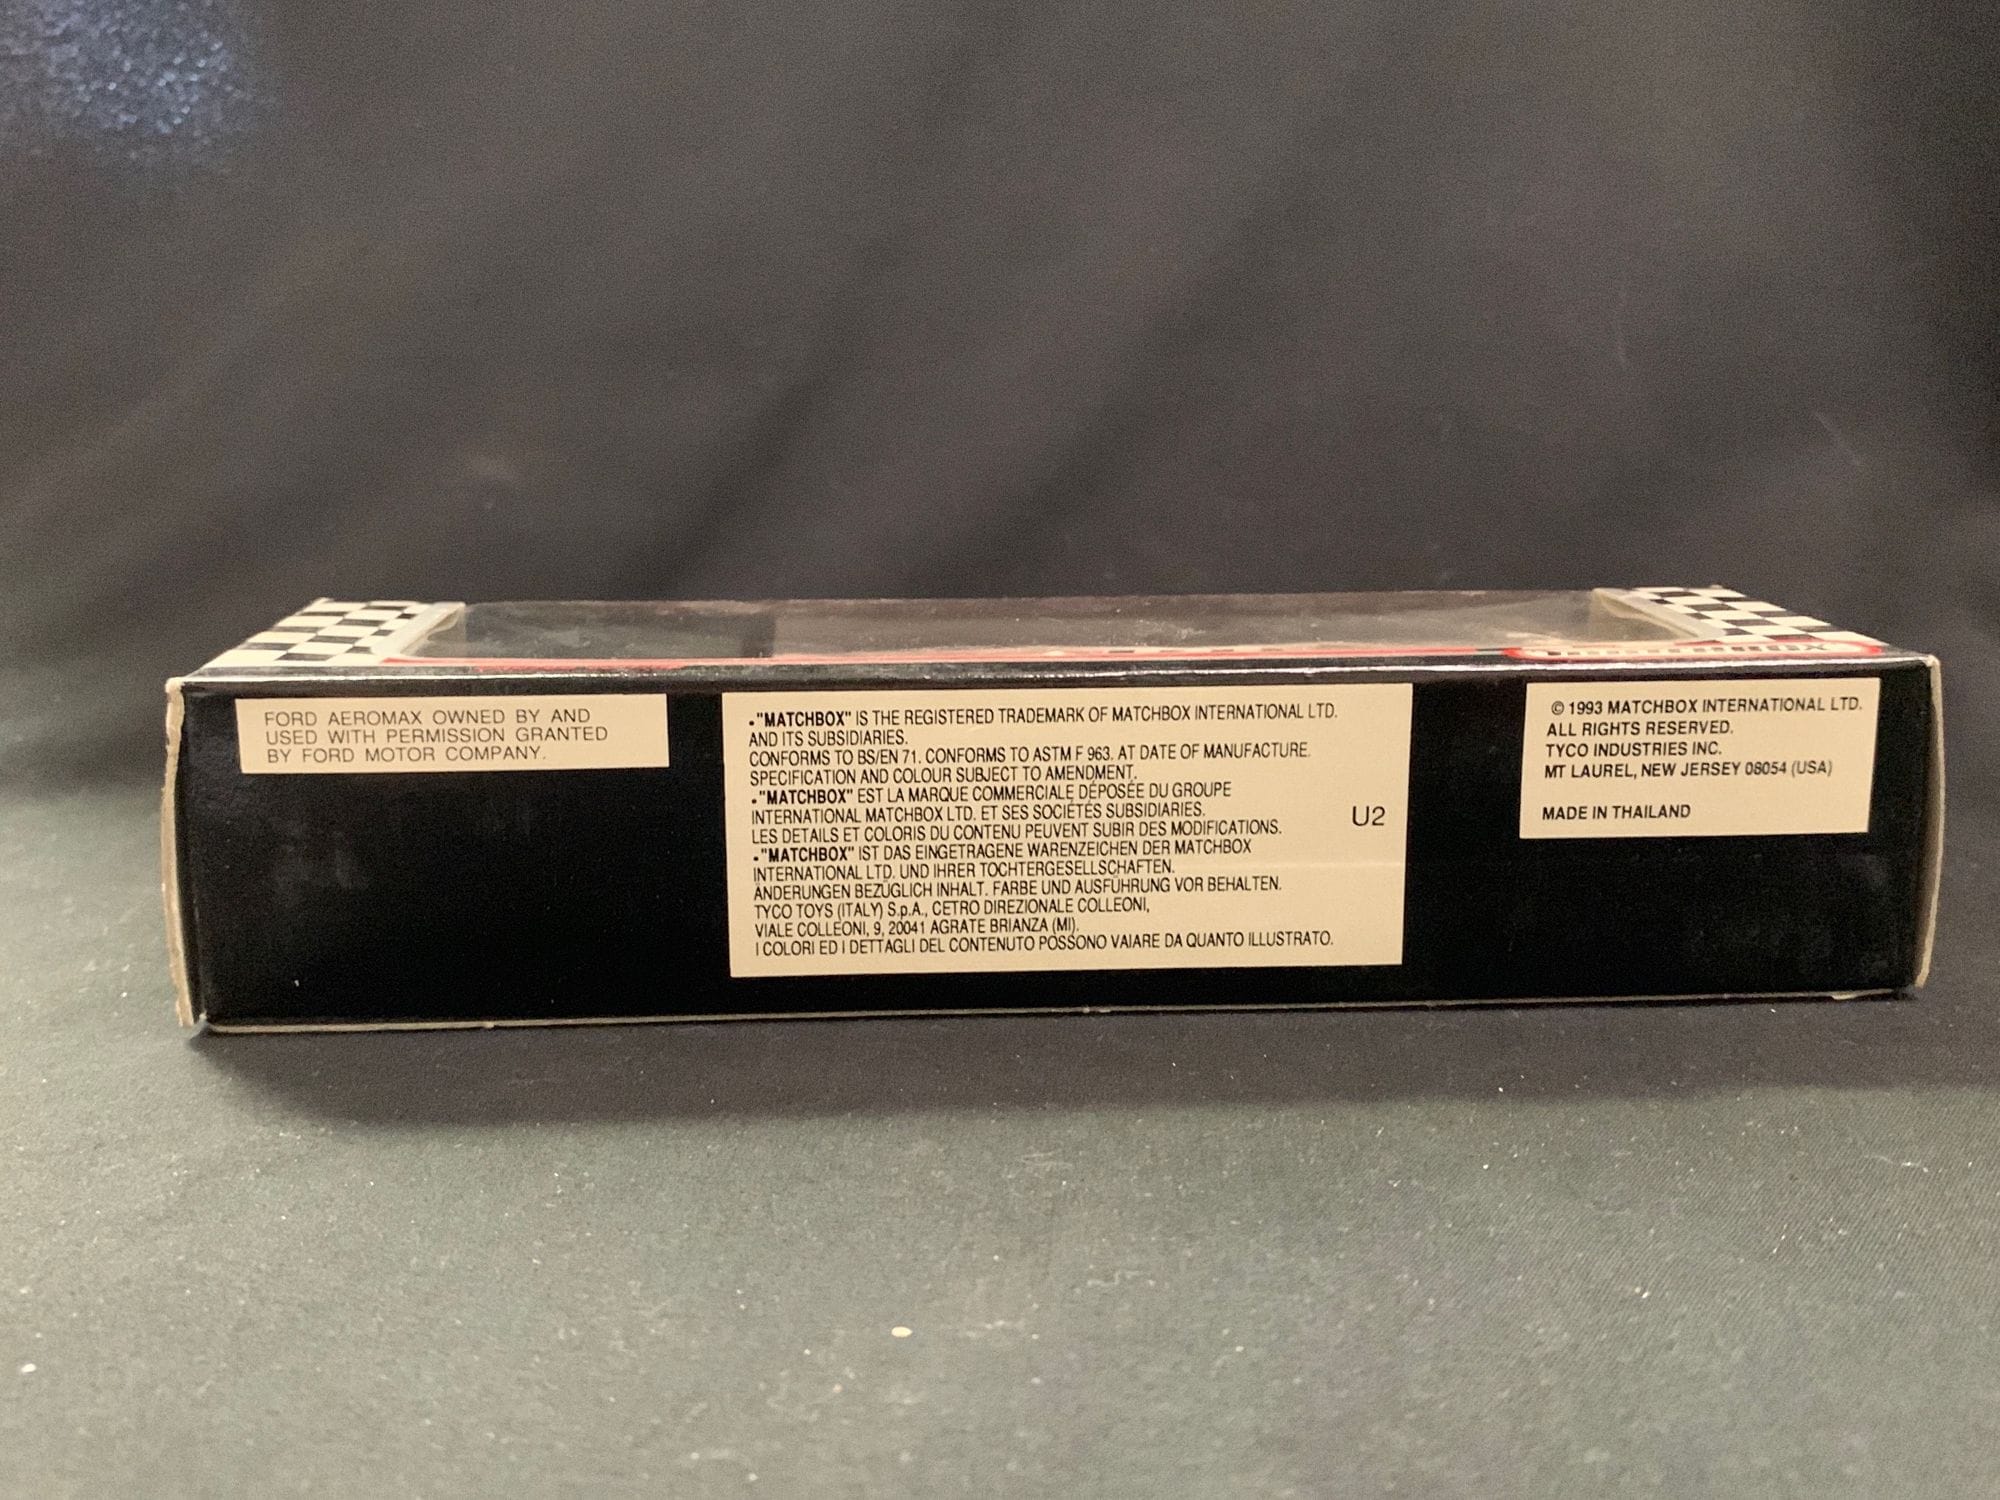 FORD AEROMAX OWNED BY AND
USED WITH PERMISSION GRANTED
BY FORD MOTOR COMPANY.
."MATCHBOX" IS THE REGISTERED TRADEMARK OF MATCHBOX INTERNATIONAL LTD.
AND ITS SUBSIDIARIES.
CONFORMS TO BS/EN 71. CONFORMS TO ASTM F 963. AT DATE OF MANUFACTURE.
SPECIFICATION AND COLOUR SUBJECT TO AMENDMENT.
."MATCHBOX" EST LA MARQUE COMMERCIALE DÉPOSÉE DU GROUPE
INTERNATIONAL MATCHBOX LTD. ET SES SOCIÉTÉS SUBSIDIARIES.
LES DETAILS ET COLORIS DU CONTENU PEUVENT SUBIR DES MODIFICATIONS.
."MATCHBOX" IST DAS EINGETRAGENE WARENZEICHEN DER MATCHBOX
INTERNATIONAL LTD. UND IHRER TOCHTERGESELLSCHAFTEN.
ÄNDERUNGEN BEZÜGLICH INHALT. FARBE UND AUSFÜHRUNG VOR BEHALTEN.
TYCO TOYS (ITALY) S.p.A., CETRO DIREZIONALE COLLEONI,
VIALE COLLEONI, 9, 20041 AGRATE BRIANZA (MI).
I COLORI ED I DETTAGLI DEL CONTENUTO POSSONO VAIARE DA QUANTO ILLUSTRATO.
U2
© 1993 MATCHBOX INTERNATIONAL LTD.
ALL RIGHTS RESERVED.
TYCO INDUSTRIES INC.
MT LAUREL, NEW JERSEY 08054 (USA)
MADE IN THAILAND